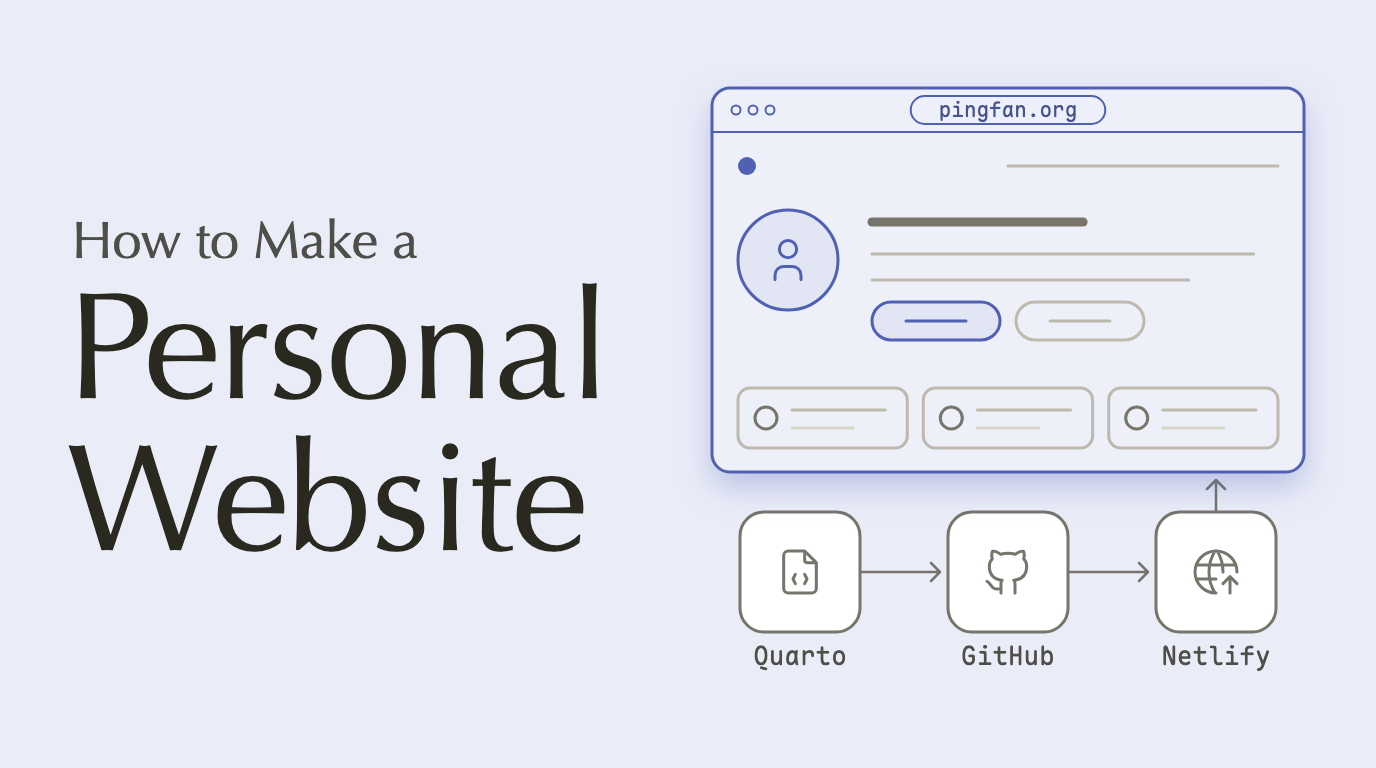 How to Make a
Personal
Website
pingfan.org
Quarto
GitHub
Netlify